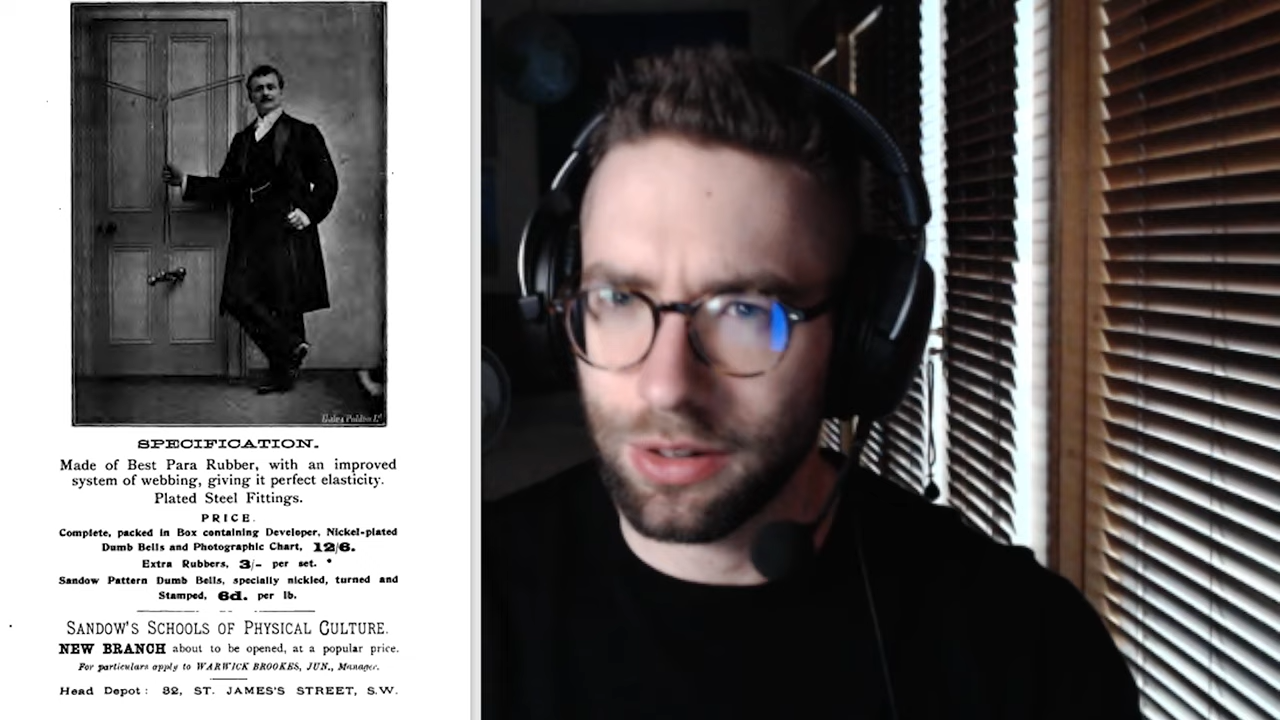 Hales Poldon Ld
SPECIFICATION.
Made of Best Para Rubber, with an improved
system of webbing, giving it perfect elasticity.
Plated Steel Fittings.
PRICE.
Complete, packed in Box containing Developer, Nickel-plated
Dumb Bells and Photographic Chart, 12/6.
Extra Rubbers, 3/- per set.
Sandow Pattern Dumb Bells, specially nickled, turned and
Stamped, 6d. per lb.
SANDOW'S SCHOOLS OF PHYSICAL CULTURE.
NEW BRANCH about to be opened, at a popular price.
For particulars apply to WARWICK BROOKES, JUN., Manager.
Head Depot: 32, ST. JAMES'S STREET, S.W.